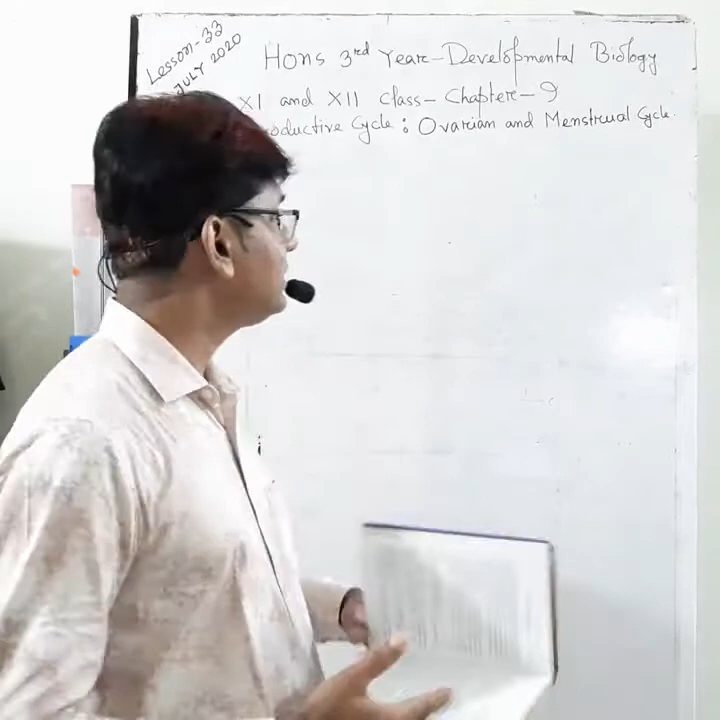 Lesson-33
JULY 2020
Hons 3rd Year-Developmental Biology
XI and XII class- Chapter-9
oductive Cycle : Ovarian and Menstrual Cycle.